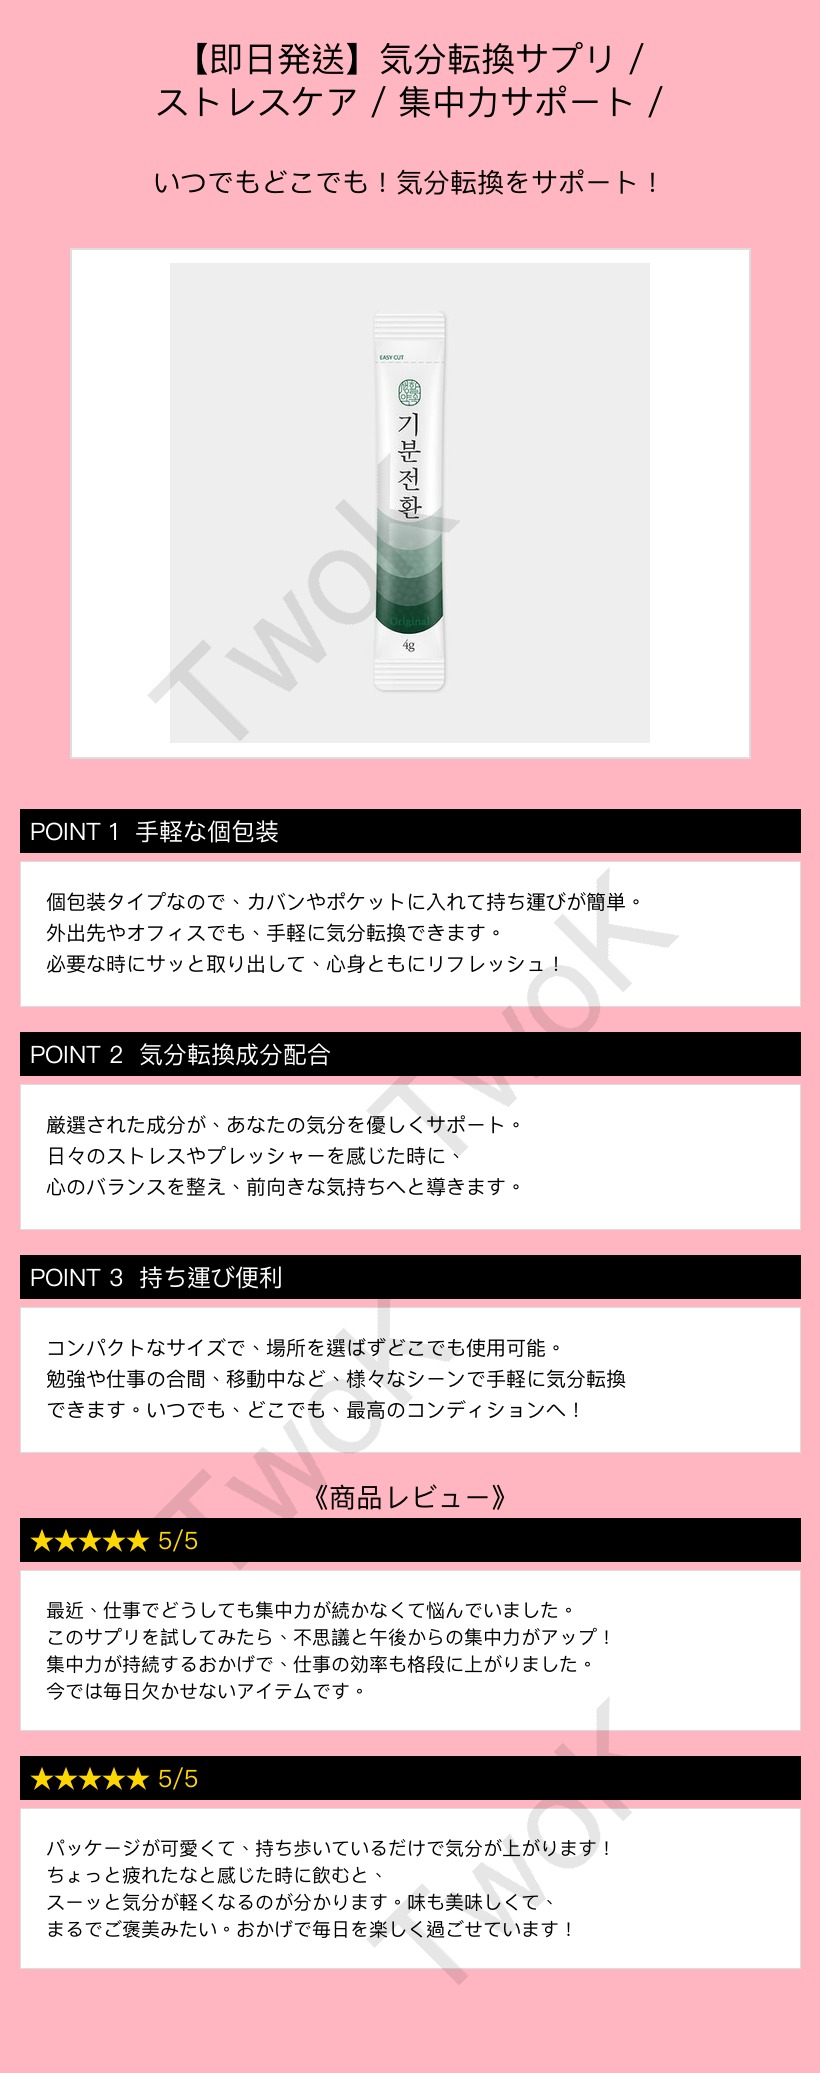 【即日発送】気分転換サプリ /
ストレスケア / 集中力サポート /
いつでもどこでも！気分転換をサポート！
EASY CUT
기
분
전
환
Original
4g
TwoK
POINT 1 手軽な個包装
個包装タイプなので、カバンやポケットに入れて持ち運びが簡単。
外出先やオフィスでも、手軽に気分転換できます。
必要な時にサッと取り出して、心身ともにリフレッシュ！
TwoK
POINT 2 気分転換成分配合
厳選された成分が、あなたの気分を優しくサポート。
日々のストレスやプレッシャーを感じた時に、
心のバランスを整え、前向きな気持ちへと導きます。
POINT 3 持ち運び便利
コンパクトなサイズで、場所を選ばずどこでも使用可能。
勉強や仕事の合間、移動中など、様々なシーンで手軽に気分転換
できます。いつでも、どこでも、最高のコンディションへ！
TwoK
《商品レビュー》
★★★★★ 5/5
最近、仕事でどうしても集中力が続かなくて悩んでいました。
このサプリを試してみたら、不思議と午後からの集中力がアップ！
集中力が持続するおかげで、仕事の効率も格段に上がりました。
今では毎日欠かせないアイテムです。
★★★★★ 5/5
パッケージが可愛くて、持ち歩いているだけで気分が上がります！
ちょっと疲れたなと感じた時に飲むと、
スーッと気分が軽くなるのが分かります。味も美味しくて、
まるでご褒美みたい。おかげで毎日を楽しく過ごせています！
TwoK